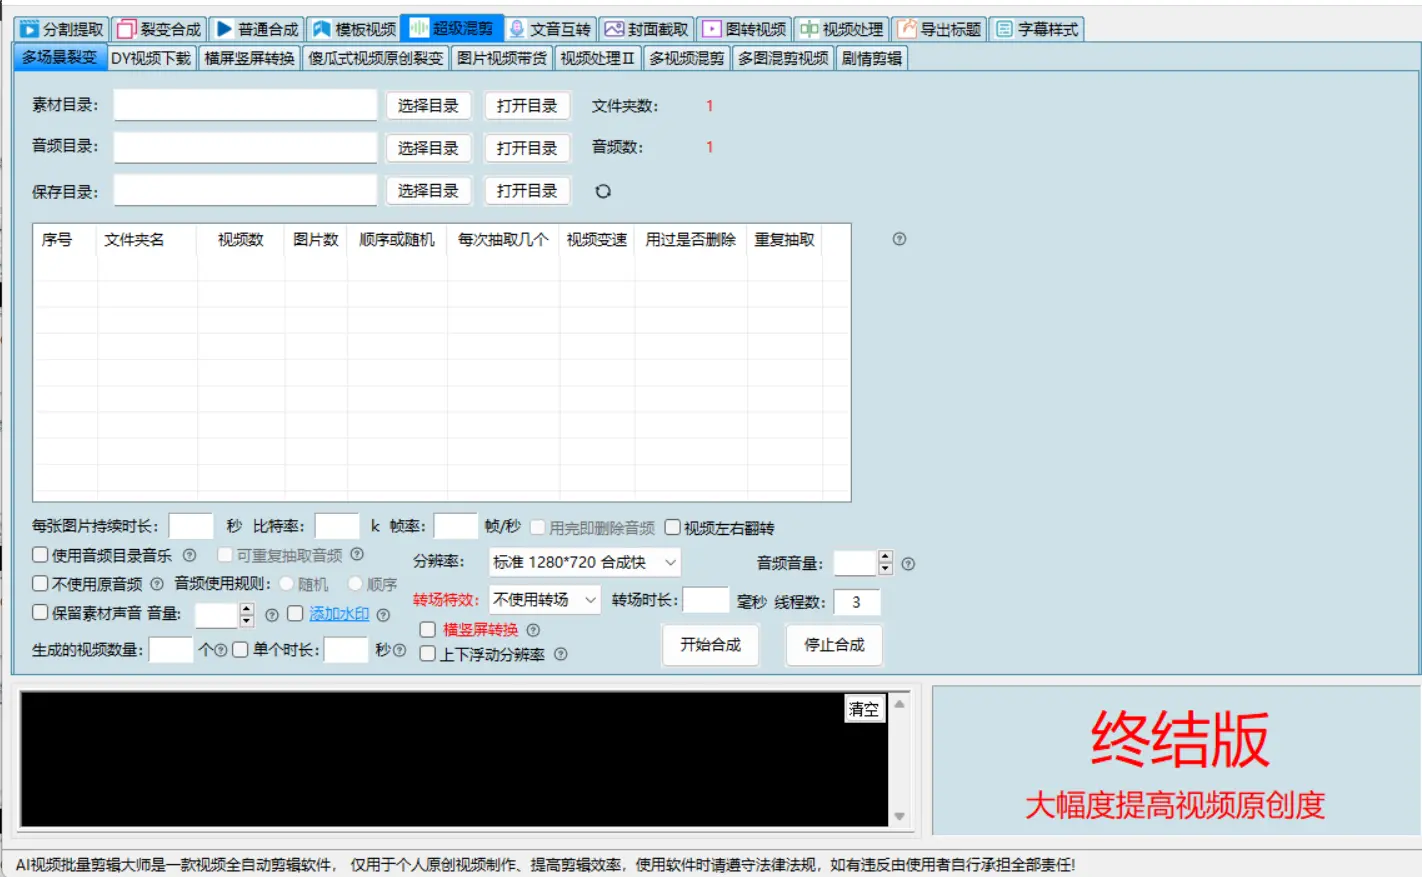 分割提取 裂变合成 普通合成 模板视频 超级混剪 文音互转 封面截取 图转视频 视频处理 导出标题 字幕样式
多场景裂变 DY视频下载 横屏竖屏转换 傻瓜式视频原创裂变 图片视频带货 视频处理II 多视频混剪 多图混剪视频 剧情剪辑
素材目录: 选择目录 打开目录 文件夹数: 1
音频目录: 选择目录 打开目录 音频数: 1
保存目录: 选择目录 打开目录
序号 文件夹名 视频数 图片数 顺序或随机 每次抽取几个 视频变速 用过是否删除 重复抽取
每张图片持续时长: 秒 比特率: k 帧率: 帧/秒 用完即删除音频 视频左右翻转
使用音频目录音乐 可重复抽取音频 分辨率: 标准 1280*720 合成快 音频音量:
不使用原音频 音频使用规则: 随机 顺序 转场特效: 不使用转场 转场时长: 毫秒 线程数: 3
保留素材声音 音量: 添加水印 横竖屏转换
生成的视频数量: 个 单个时长: 秒 上下浮动分辨率 开始合成 停止合成
清空
终结版
大幅度提高视频原创度
AI视频批量剪辑大师是一款视频全自动剪辑软件， 仅用于个人原创视频制作、提高剪辑效率，使用软件时请遵守法律法规，如有违反由使用者自行承担全部责任!